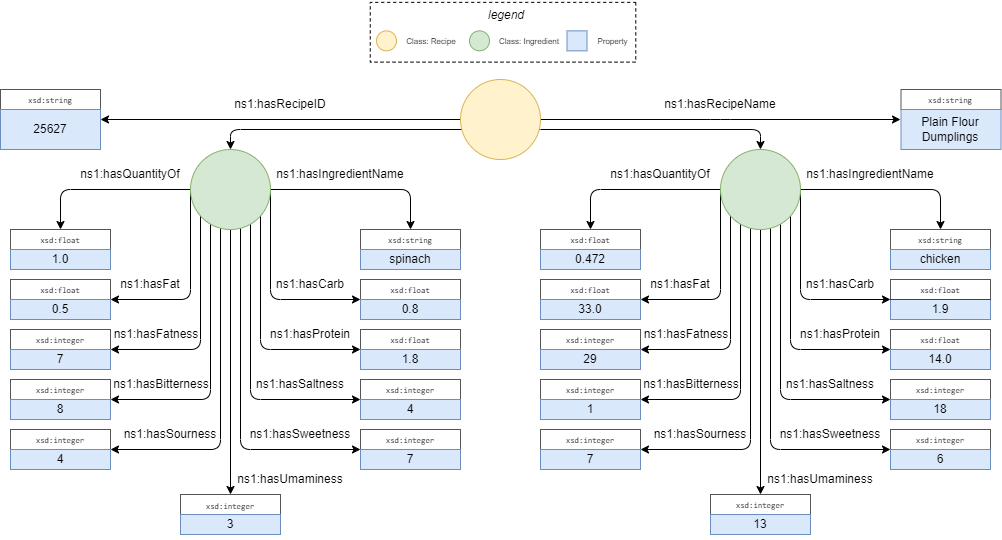 legend
Class: Recipe
Class: Ingredient
Property
ns1:hasRecipeID
ns1:hasRecipeName
xsd:string
25627
xsd:string
Plain Flour
Dumplings
ns1:hasQuantityOf
ns1:hasIngredientName
xsd:float
1.0
xsd:string
spinach
ns1:hasFat
xsd:float
0.5
ns1:hasCarb
xsd:float
0.8
ns1:hasFatness
xsd:integer
7
ns1:hasProtein
xsd:float
1.8
ns1:hasBitterness
xsd:integer
8
ns1:hasSaltness
xsd:integer
4
ns1:hasSourness
xsd:integer
4
ns1:hasSweetness
xsd:integer
7
ns1:hasUmaminess
xsd:integer
3
ns1:hasQuantityOf
ns1:hasIngredientName
xsd:float
0.472
xsd:string
chicken
ns1:hasFat
xsd:float
33.0
ns1:hasCarb
xsd:float
1.9
ns1:hasFatness
xsd:integer
29
ns1:hasProtein
xsd:float
14.0
ns1:hasBitterness
xsd:integer
1
ns1:hasSaltness
xsd:integer
18
ns1:hasSourness
xsd:integer
7
ns1:hasSweetness
xsd:integer
6
ns1:hasUmaminess
xsd:integer
13